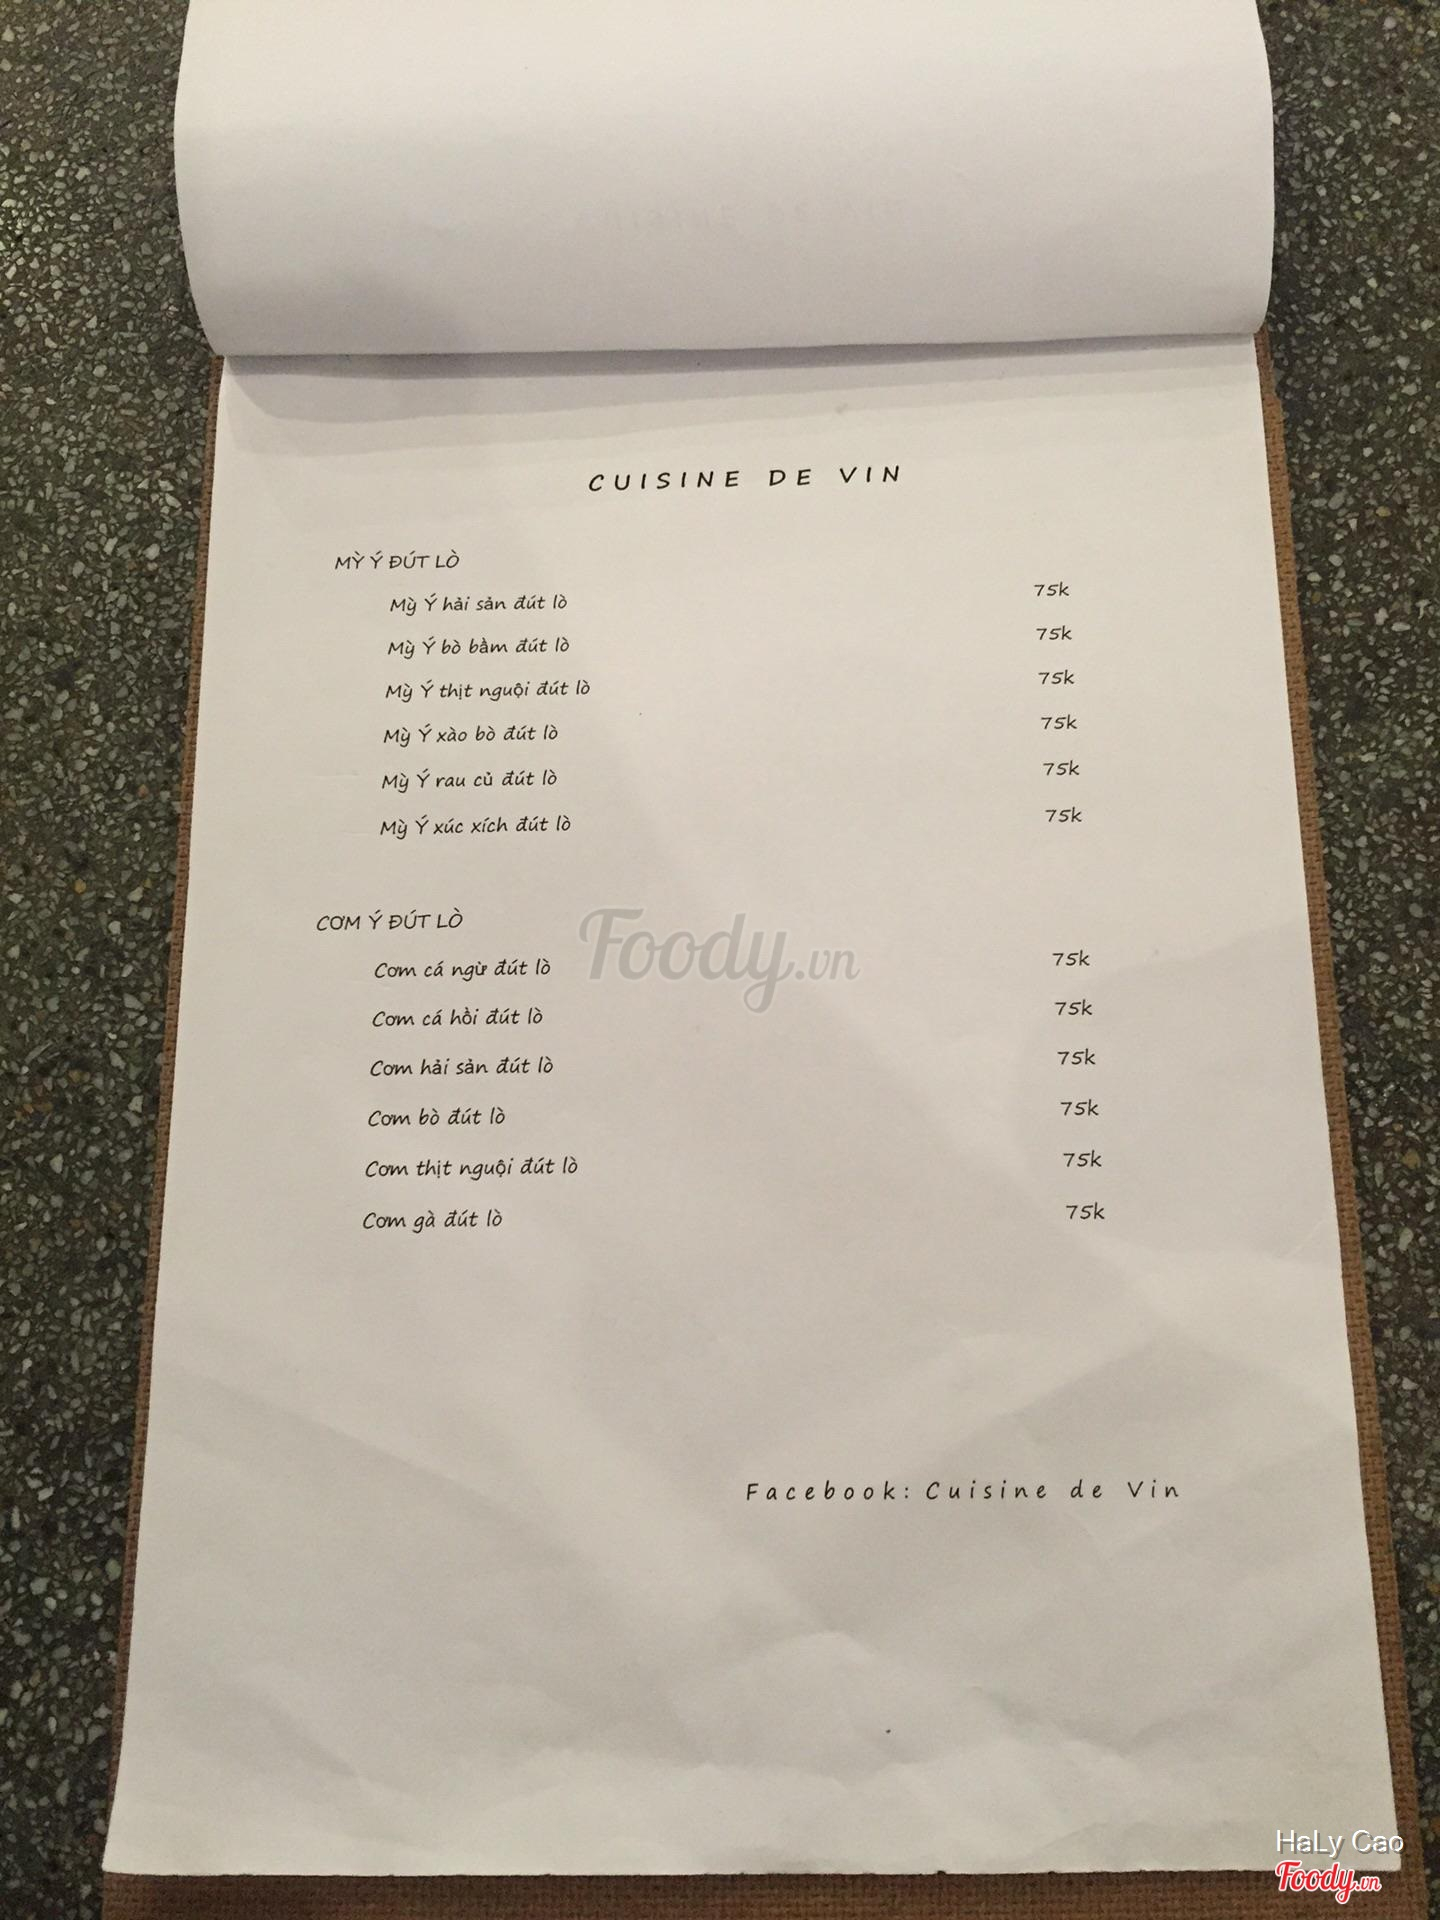 CUISINE DE VIN
MỲ Ý ĐÚT LÒ
Mỳ Ý hải sản đút lò 75k
Mỳ Ý bò bằm đút lò 75k
Mỳ Ý thịt nguội đút lò 75k
Mỳ Ý xào bò đút lò 75k
Mỳ Ý rau củ đút lò 75k
Mỳ Ý xúc xích đút lò 75k
CƠM Ý ĐÚT LÒ
Foody.vn
Cơm cá ngừ đút lò 75k
Cơm cá hồi đút lò 75k
Cơm hải sản đút lò 75k
Cơm bò đút lò 75k
Cơm thịt nguội đút lò 75k
Cơm gà đút lò 75k
Facebook: Cuisine de Vin
HaLy Cao
Foody.vn